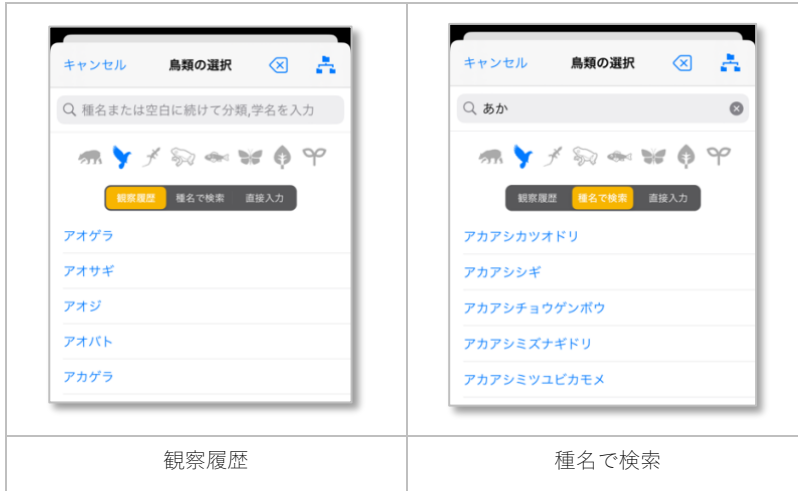 キャンセル 鳥類の選択
種名または空白に続けて分類,学名を入力
観察履歴 種名で検索 直接入力
アオゲラ
アオサギ
アオジ
アオバト
アカゲラ
観察履歴
キャンセル 鳥類の選択
あか
観察履歴 種名で検索 直接入力
アカアシカツオドリ
アカアシシギ
アカアシチョウゲンボウ
アカアシミズナギドリ
アカアシミツユビカモメ
種名で検索